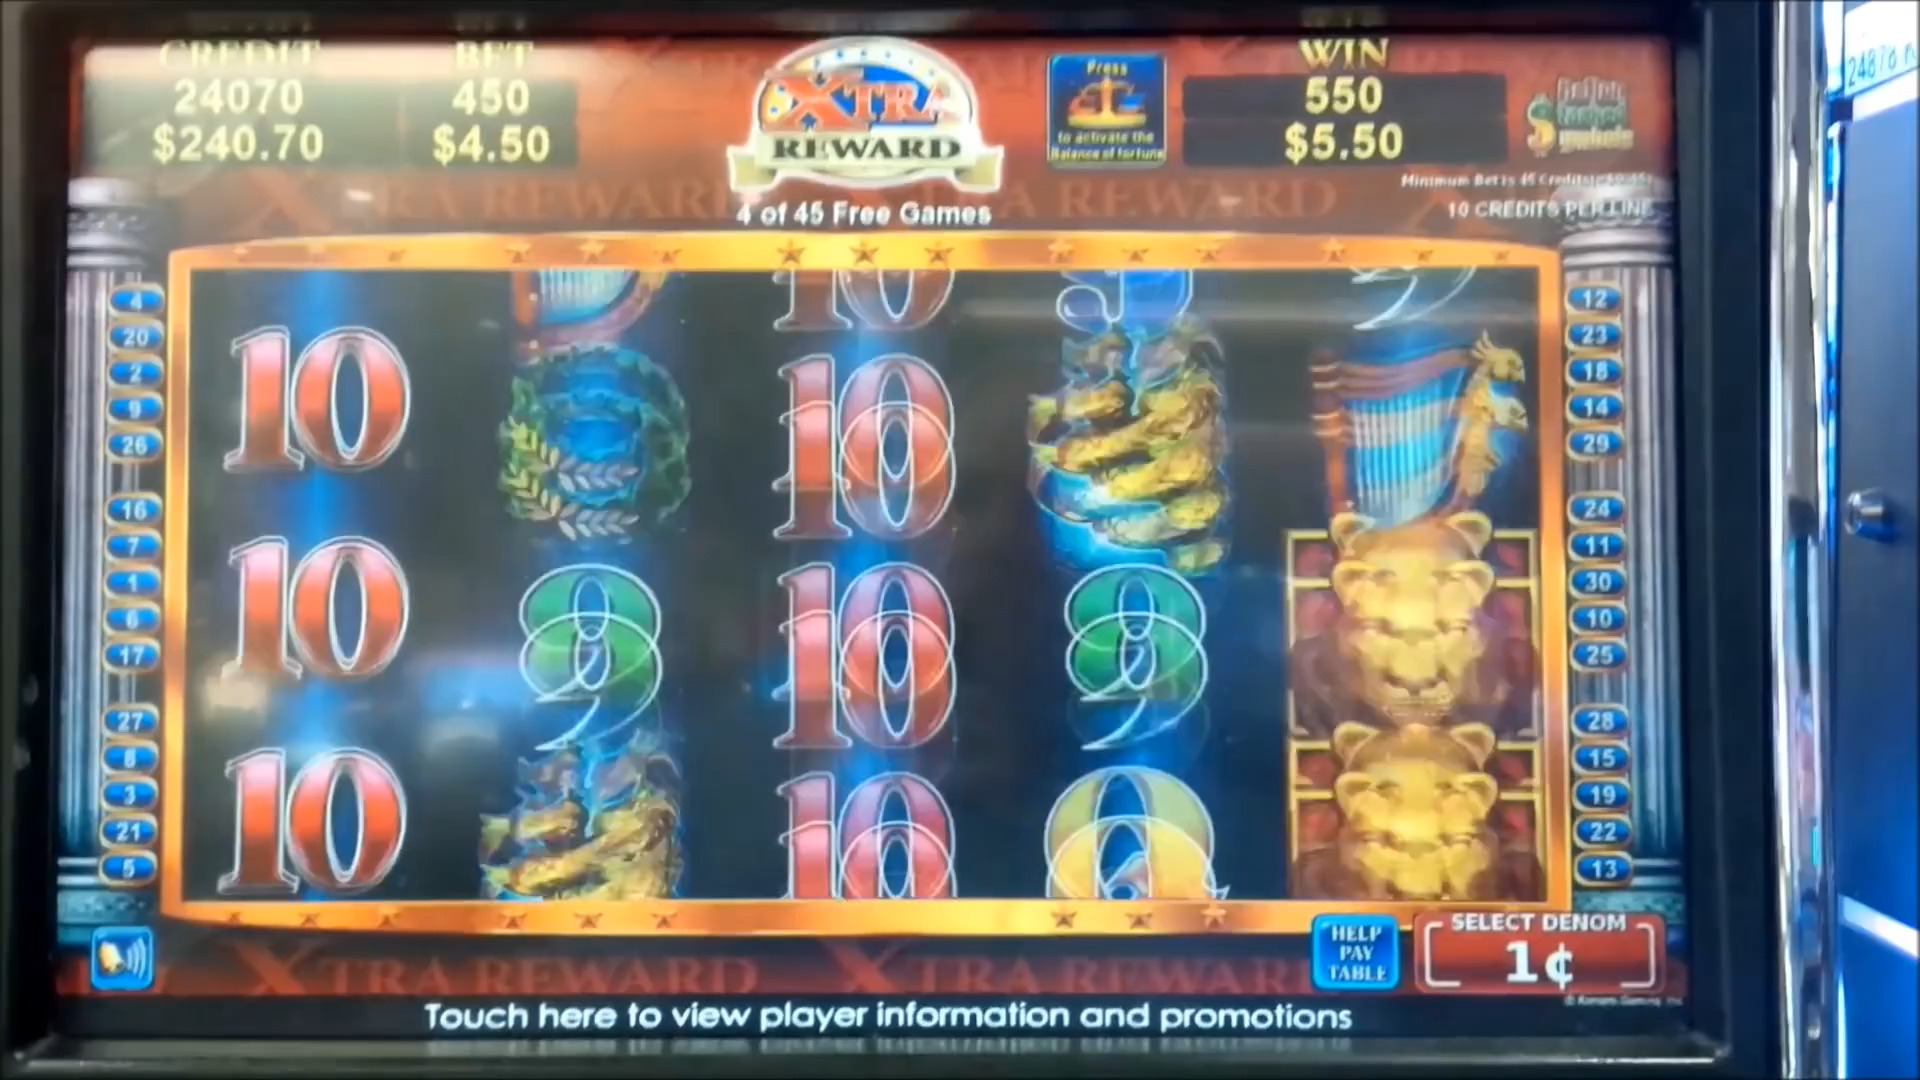 CREDIT
24070
$240.70
BET
450
$4.50
XTRA
REWARD
Press
to activate the
Balance of fortune
WIN
550
$5.50
XTRA REWARD
4 of 45 Free Games
10 CREDITS PER LINE
4
20
2
9
26
16
7
1
6
17
27
8
3
21
5
10
10
10
10
10
10
10
J
9
9
Q
12
23
18
14
29
24
11
30
10
25
28
15
19
22
13
HELP
PAY
TABLE
SELECT DENOM
1¢
XTRA REWARD
XTRA REWARD
Touch here to view player information and promotions
24878